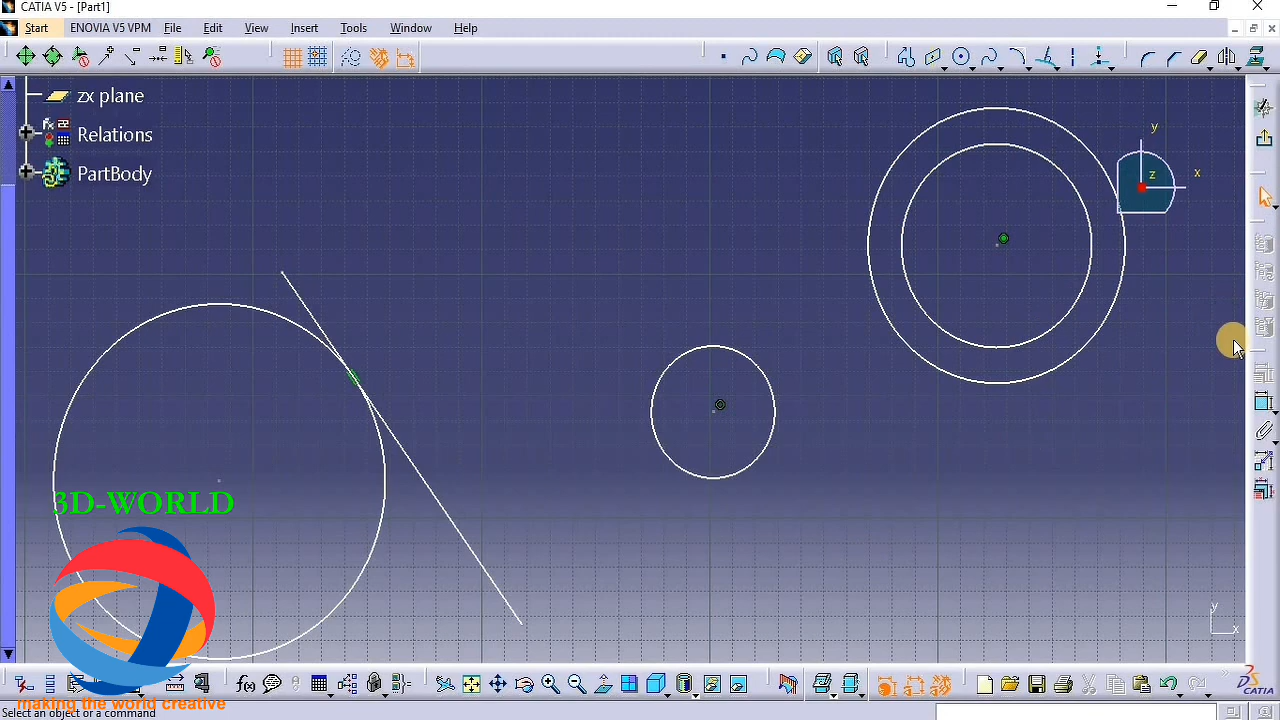 CATIA V5 - [Part1]
Start ENOVIA V5 VPM File Edit View Insert Tools Window Help
zx plane
Relations
PartBody
y
z x
3D-WORLD
y
x
f(x)
CATIA
making the world creative
Select an object or a command